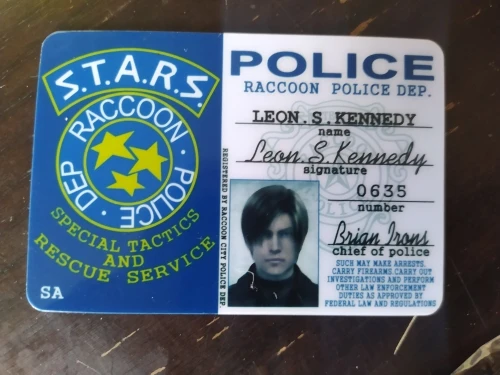 S.T.A.R.S.
RACCOON · POLICE · DEP ·
SPECIAL TACTICS
AND
RESCUE SERVICE
SA
REGISTERED BY RACCOON CITY POLICE DEP
POLICE
RACCOON POLICE DEP.
LEON. S. KENNEDY
name
Leon. S. Kennedy
signature
0635
number
Brian Irons
chief of police
SUCH MAY MAKE ARRESTS.
CARRY FIREARMS.CARRY OUT
INVESTIGATIONS AND PERFORM
OTHER LAW ENFORCEMENT
DUTIES AS APPROVED BY
FEDERAL LAW AND REGULATIONS